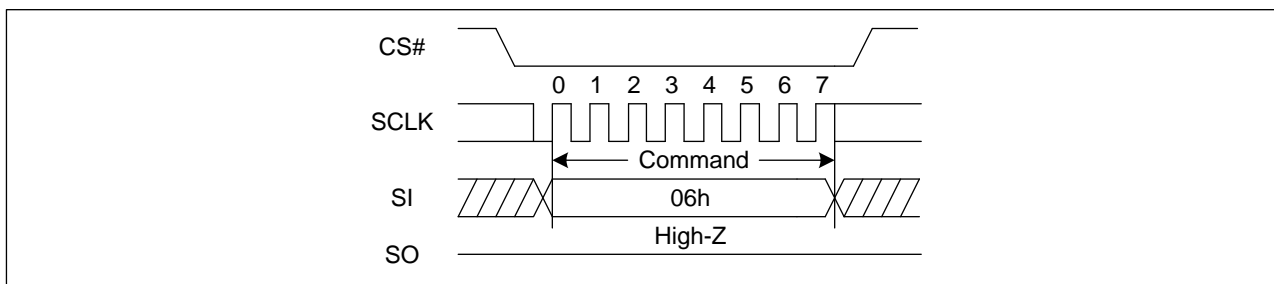 CS#
0 1 2 3 4 5 6 7
SCLK
Command
SI
06h
High-Z
SO